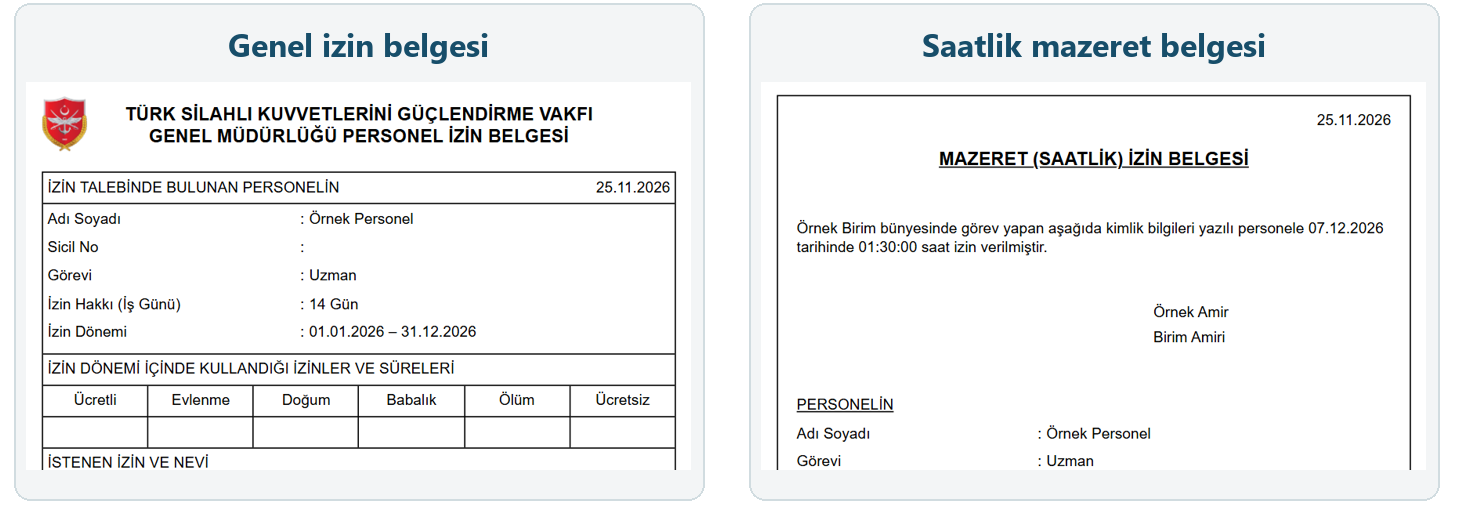 Genel izin belgesi
TÜRK SİLAHLI KUVVETLERİNİ GÜÇLENDİRME VAKFI
GENEL MÜDÜRLÜĞÜ PERSONEL İZİN BELGESİ
İZİN TALEBİNDE BULUNAN PERSONELİN 25.11.2026
Adı Soyadı : Örnek Personel
Sicil No :
Görevi : Uzman
İzin Hakkı (İş Günü) : 14 Gün
İzin Dönemi : 01.01.2026 – 31.12.2026
İZİN DÖNEMİ İÇİNDE KULLANDIĞI İZİNLER VE SÜRELERİ
Ücretli Evlenme Doğum Babalık Ölüm Ücretsiz
İSTENEN İZİN VE NEVİ
Saatlik mazeret belgesi
25.11.2026
MAZERET (SAATLİK) İZİN BELGESİ
Örnek Birim bünyesinde görev yapan aşağıda kimlik bilgileri yazılı personele 07.12.2026
tarihinde 01:30:00 saat izin verilmiştir.
Örnek Amir
Birim Amiri
PERSONELİN
Adı Soyadı : Örnek Personel
Görevi : Uzman